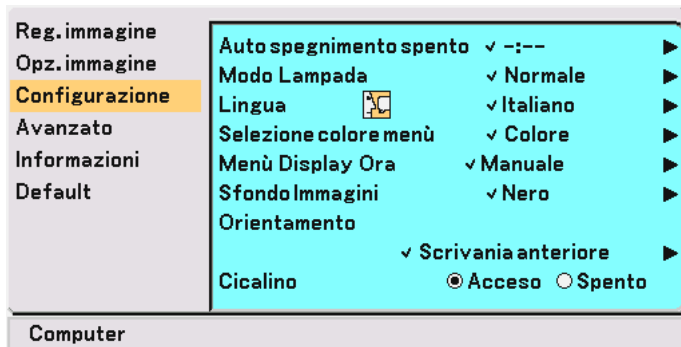 Reg. immagine
Opz. immagine
Configurazione
Avanzato
Informazioni
Default
Auto spegnimento spento ✓ -:-- ▶
Modo Lampada ✓ Normale ▶
Lingua ✓ Italiano ▶
Selezione colore menù ✓ Colore ▶
Menù Display Ora ✓ Manuale ▶
Sfondo Immagini ✓ Nero ▶
Orientamento
✓ Scrivania anteriore ▶
Cicalino ◉ Acceso ○ Spento
Computer